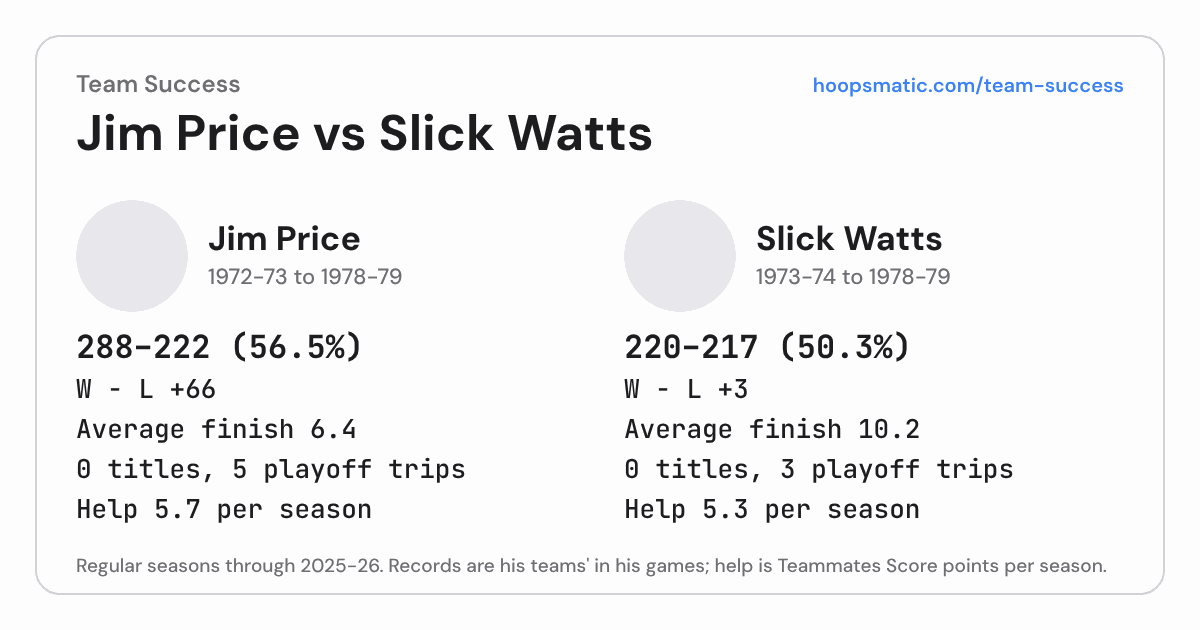 Team Success
hoopsmatic.com/team-success
Jim Price vs Slick Watts
Jim Price
1972-73 to 1978-79
288-222 (56.5%)
W - L +66
Average finish 6.4
0 titles, 5 playoff trips
Help 5.7 per season
Slick Watts
1973-74 to 1978-79
220-217 (50.3%)
W - L +3
Average finish 10.2
0 titles, 3 playoff trips
Help 5.3 per season
Regular seasons through 2025-26. Records are his teams' in his games; help is Teammates Score points per season.